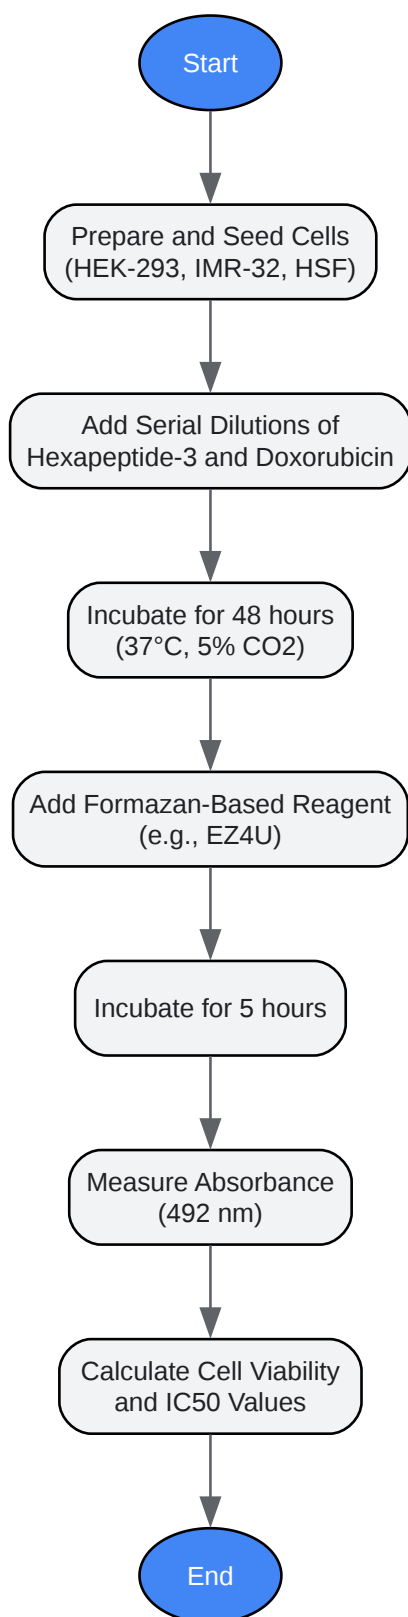 Start
Prepare and Seed Cells
(HEK-293, IMR-32, HSF)
Add Serial Dilutions of
Hexapeptide-3 and Doxorubicin
Incubate for 48 hours
(37°C, 5% CO2)
Add Formazan-Based Reagent
(e.g., EZ4U)
Incubate for 5 hours
Measure Absorbance
(492 nm)
Calculate Cell Viability
and IC50 Values
End